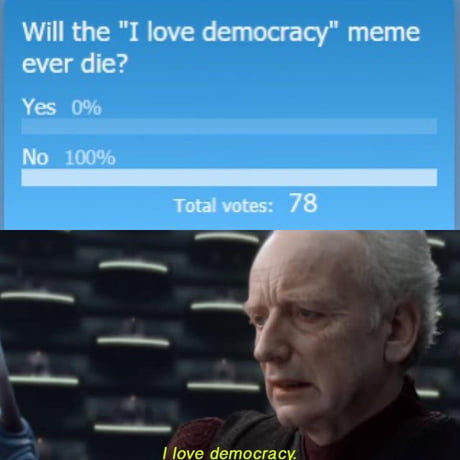 Will the "I love democracy" meme
ever die?
Yes 0%
No 100%
Total votes: 78
I love democracy.